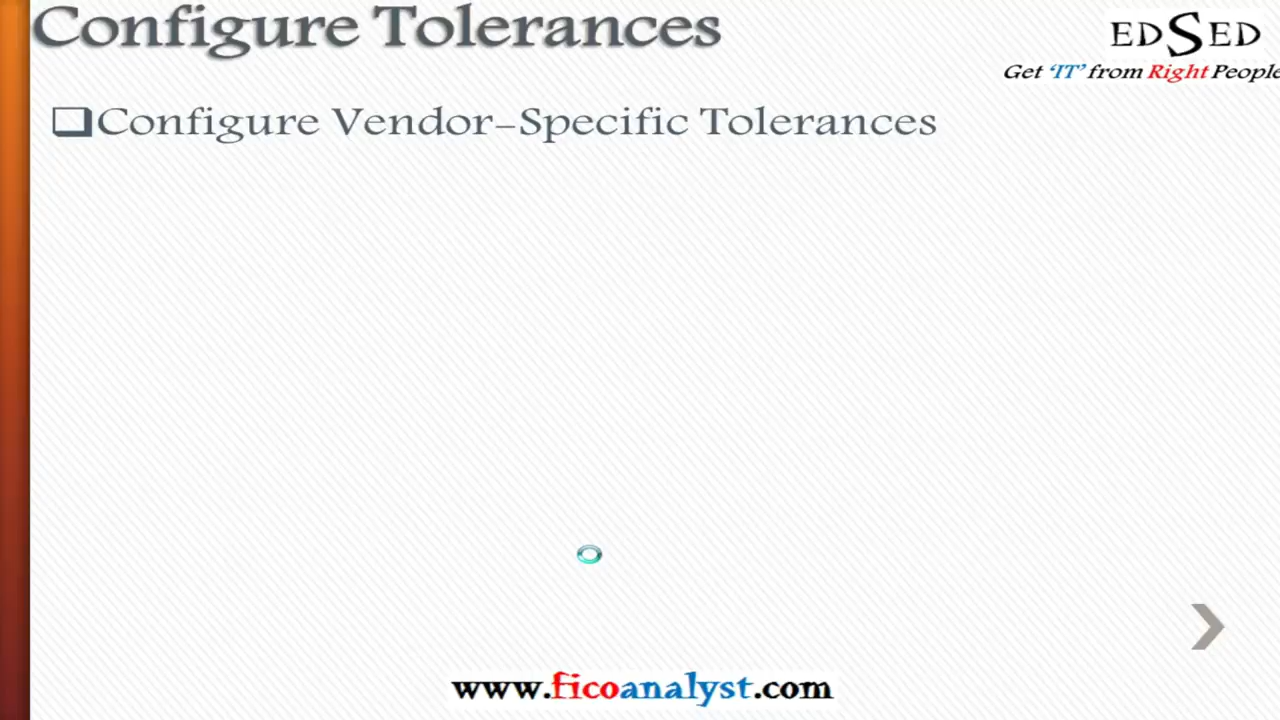 Configure Tolerances
EDSED
Get 'IT' from Right People
Configure Vendor-Specific Tolerances
www.ficoanalyst.com